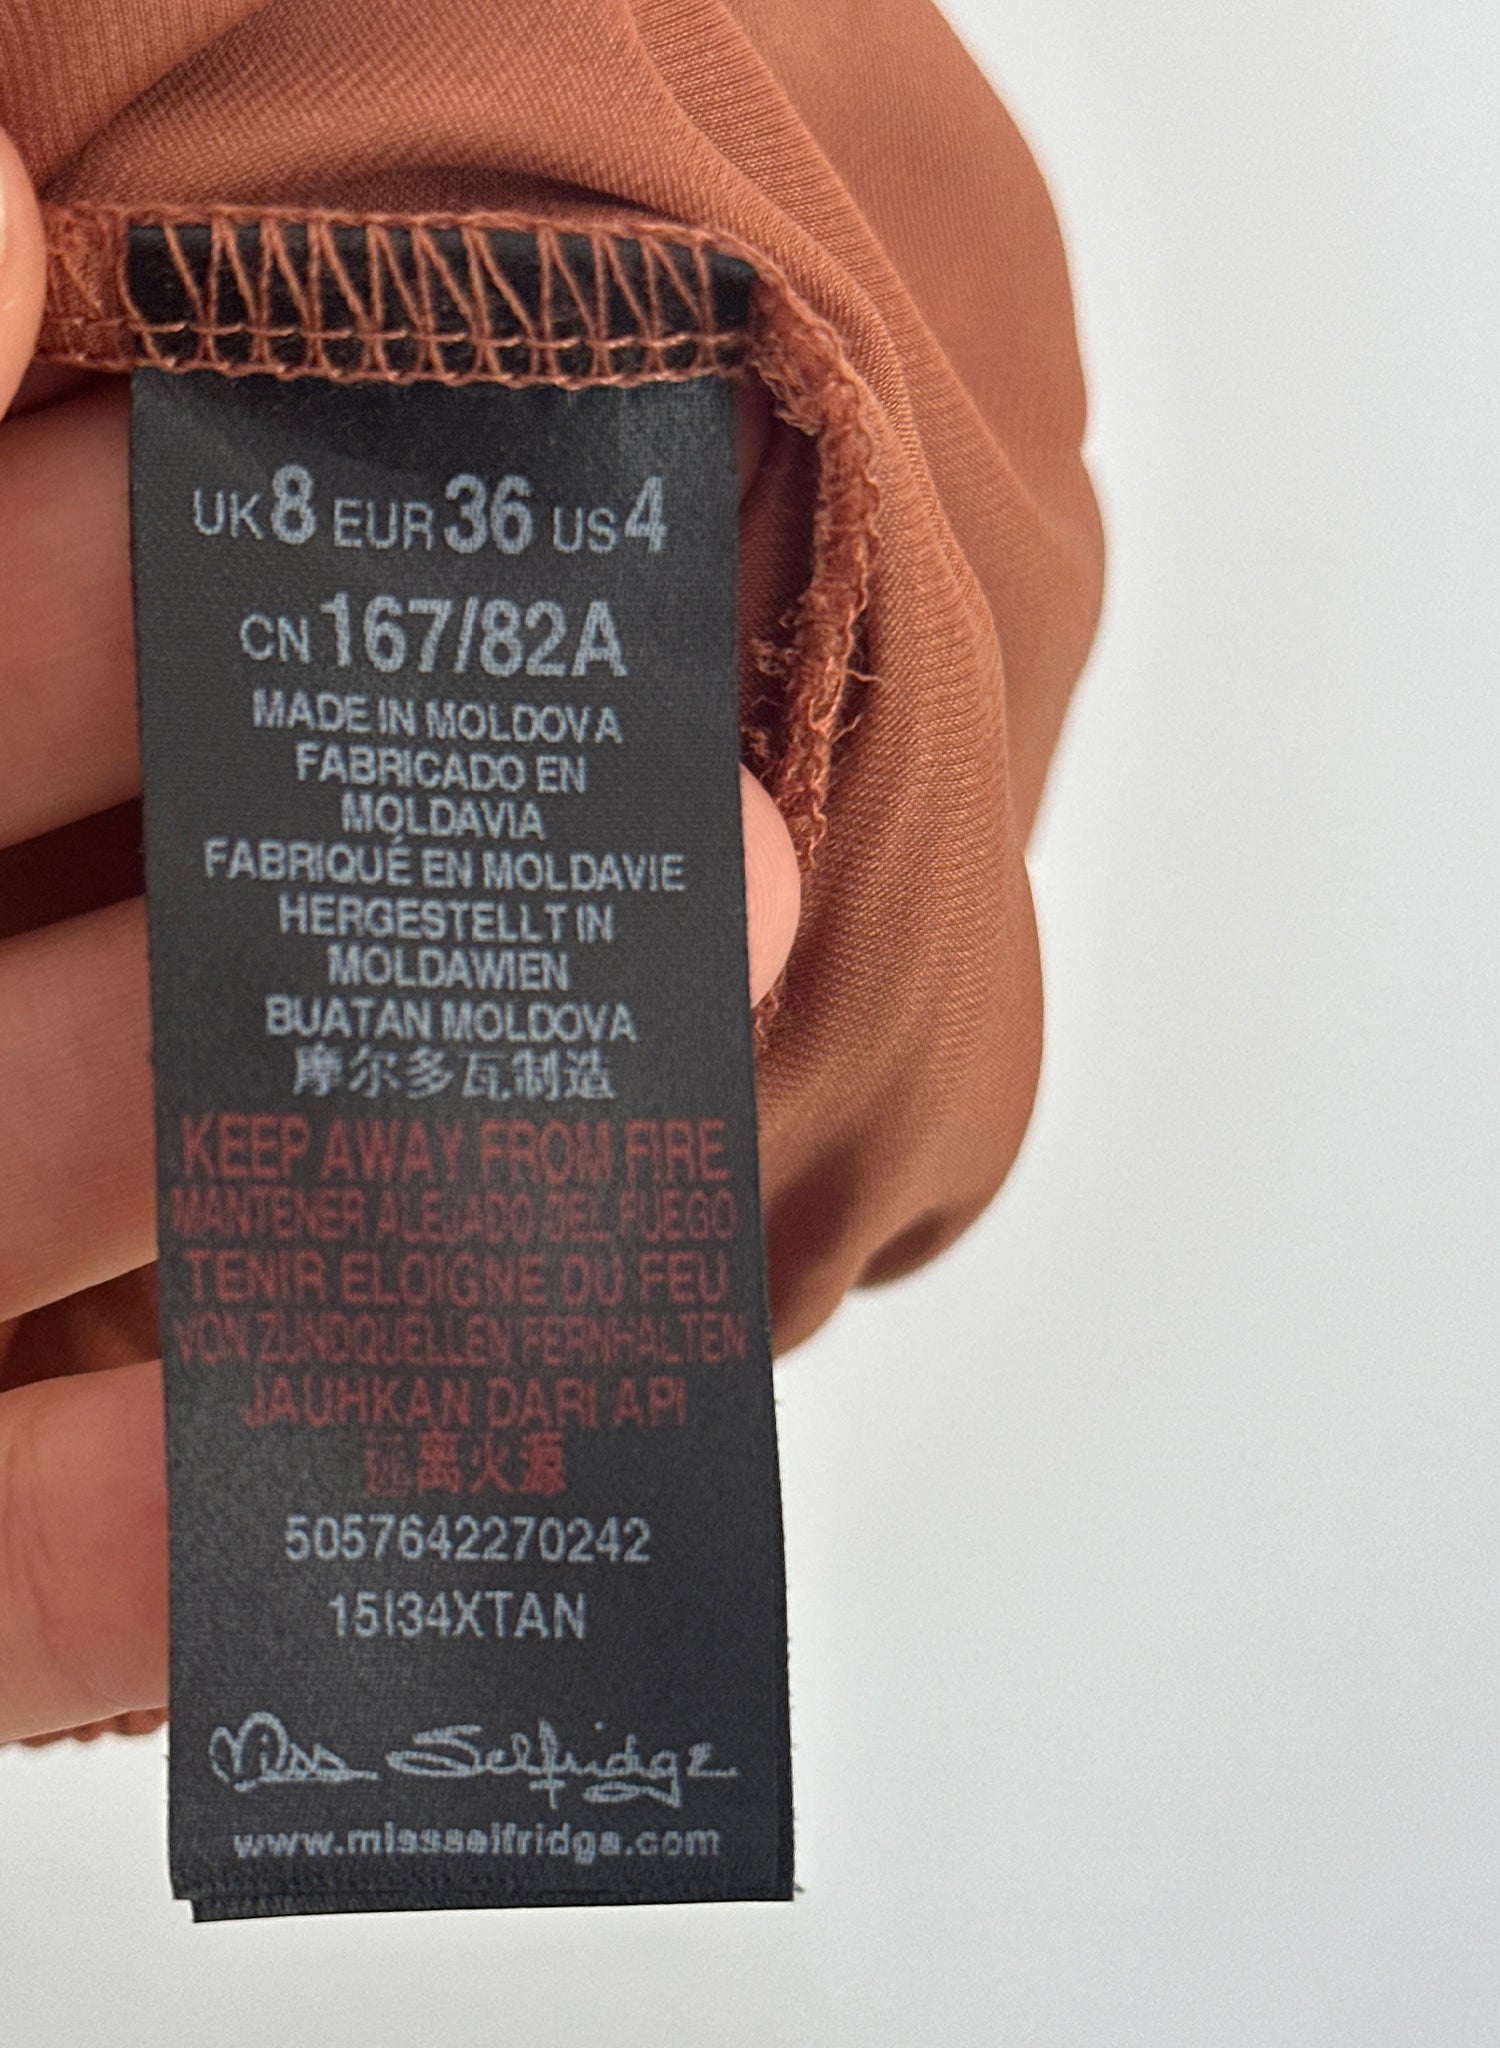 UK 8 EUR 36 US 4
CN 167/82A
MADE IN MOLDOVA
FABRICADO EN
MOLDAVIA
FABRIQUÉ EN MOLDAVIE
HERGESTELLT IN
MOLDAWIEN
BUATAN MOLDOVA
摩尔多瓦制造
KEEP AWAY FROM FIRE
MANTENER ALEJADO DEL FUEGO
TENIR ELOIGNE DU FEU
VON ZUNDQUELLEN FERNHALTEN
JAUHKAN DARI API
远离火源
5057642270242
15I34XTAN
Miss Selfridge
www.missselfridge.com